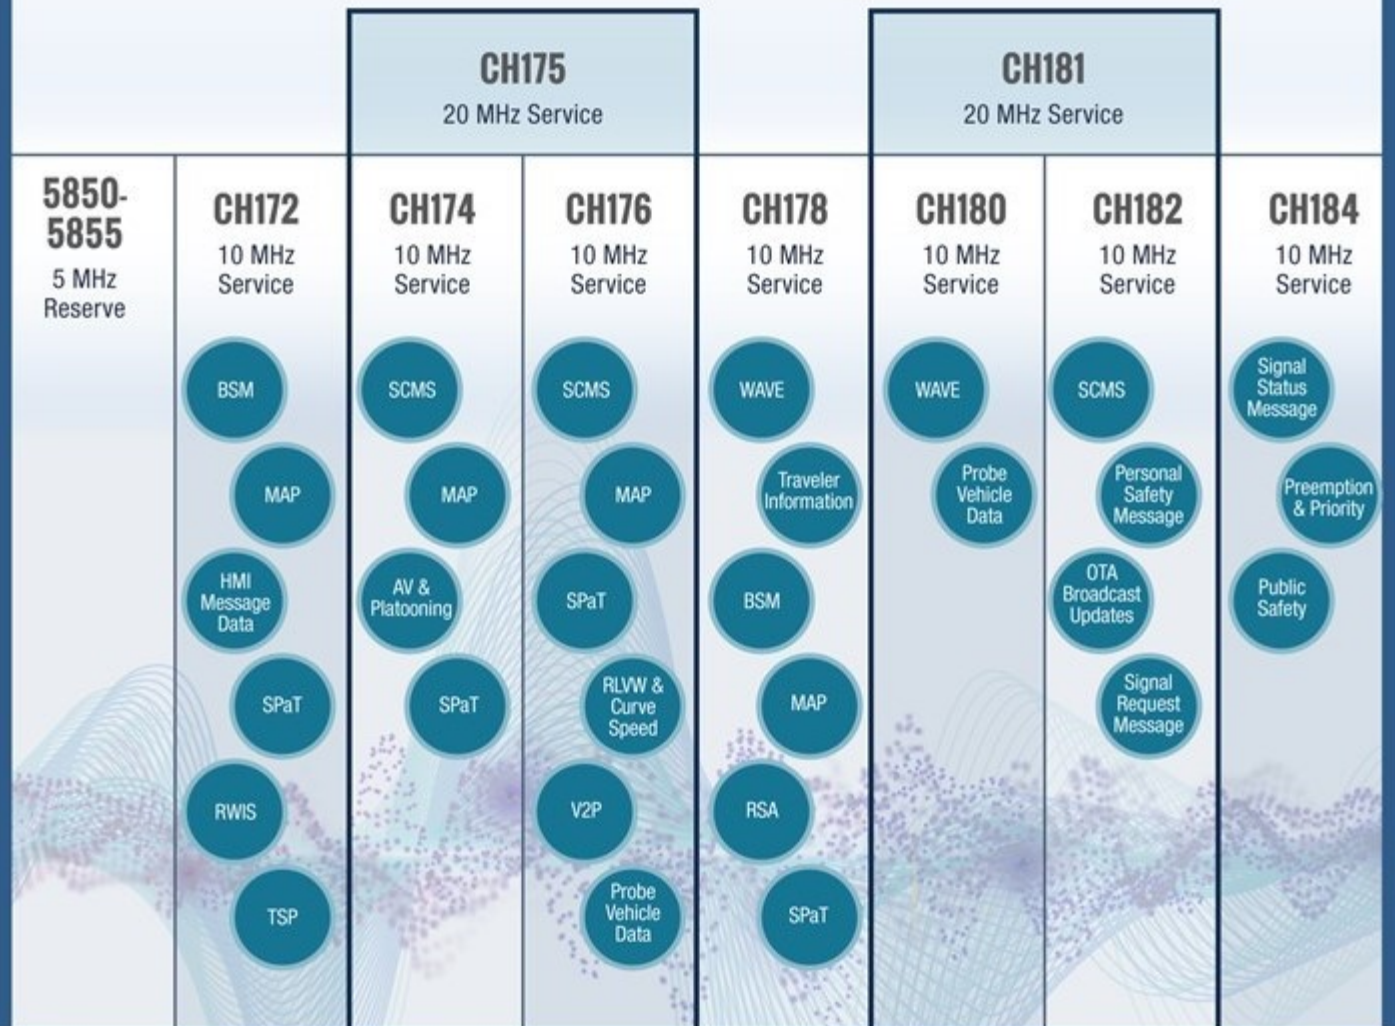 CH175
20 MHz Service
CH181
20 MHz Service
5850-
5855
5 MHz
Reserve
CH172
10 MHz
Service
CH174
10 MHz
Service
CH176
10 MHz
Service
CH178
10 MHz
Service
CH180
10 MHz
Service
CH182
10 MHz
Service
CH184
10 MHz
Service
BSM
MAP
HMI
Message
Data
SPaT
RWIS
TSP
SCMS
MAP
AV &
Platooning
SPaT
SCMS
MAP
SPaT
RLVW &
Curve
Speed
V2P
Probe
Vehicle
Data
WAVE
Traveler
Information
BSM
MAP
RSA
SPaT
WAVE
Probe
Vehicle
Data
SCMS
Personal
Safety
Message
OTA
Broadcast
Updates
Signal
Request
Message
Signal
Status
Message
Preemption
& Priority
Public
Safety